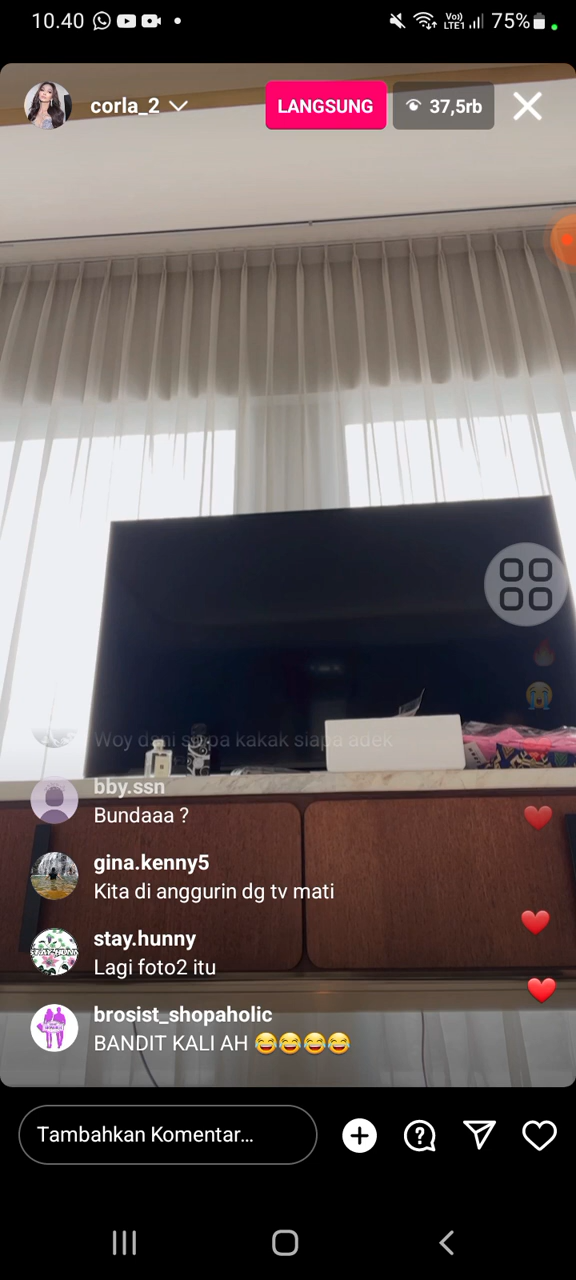 10.40
Vo))
LTE1
75%
corla_2
LANGSUNG
37,5rb
Woy dani siapa kakak siapa adek
bby.ssn
Bundaaa ?
gina.kenny5
Kita di anggurin dg tv mati
stay.hunny
Lagi foto2 itu
brosist_shopaholic
BANDIT KALI AH 😂😂😂😂
Tambahkan Komentar...